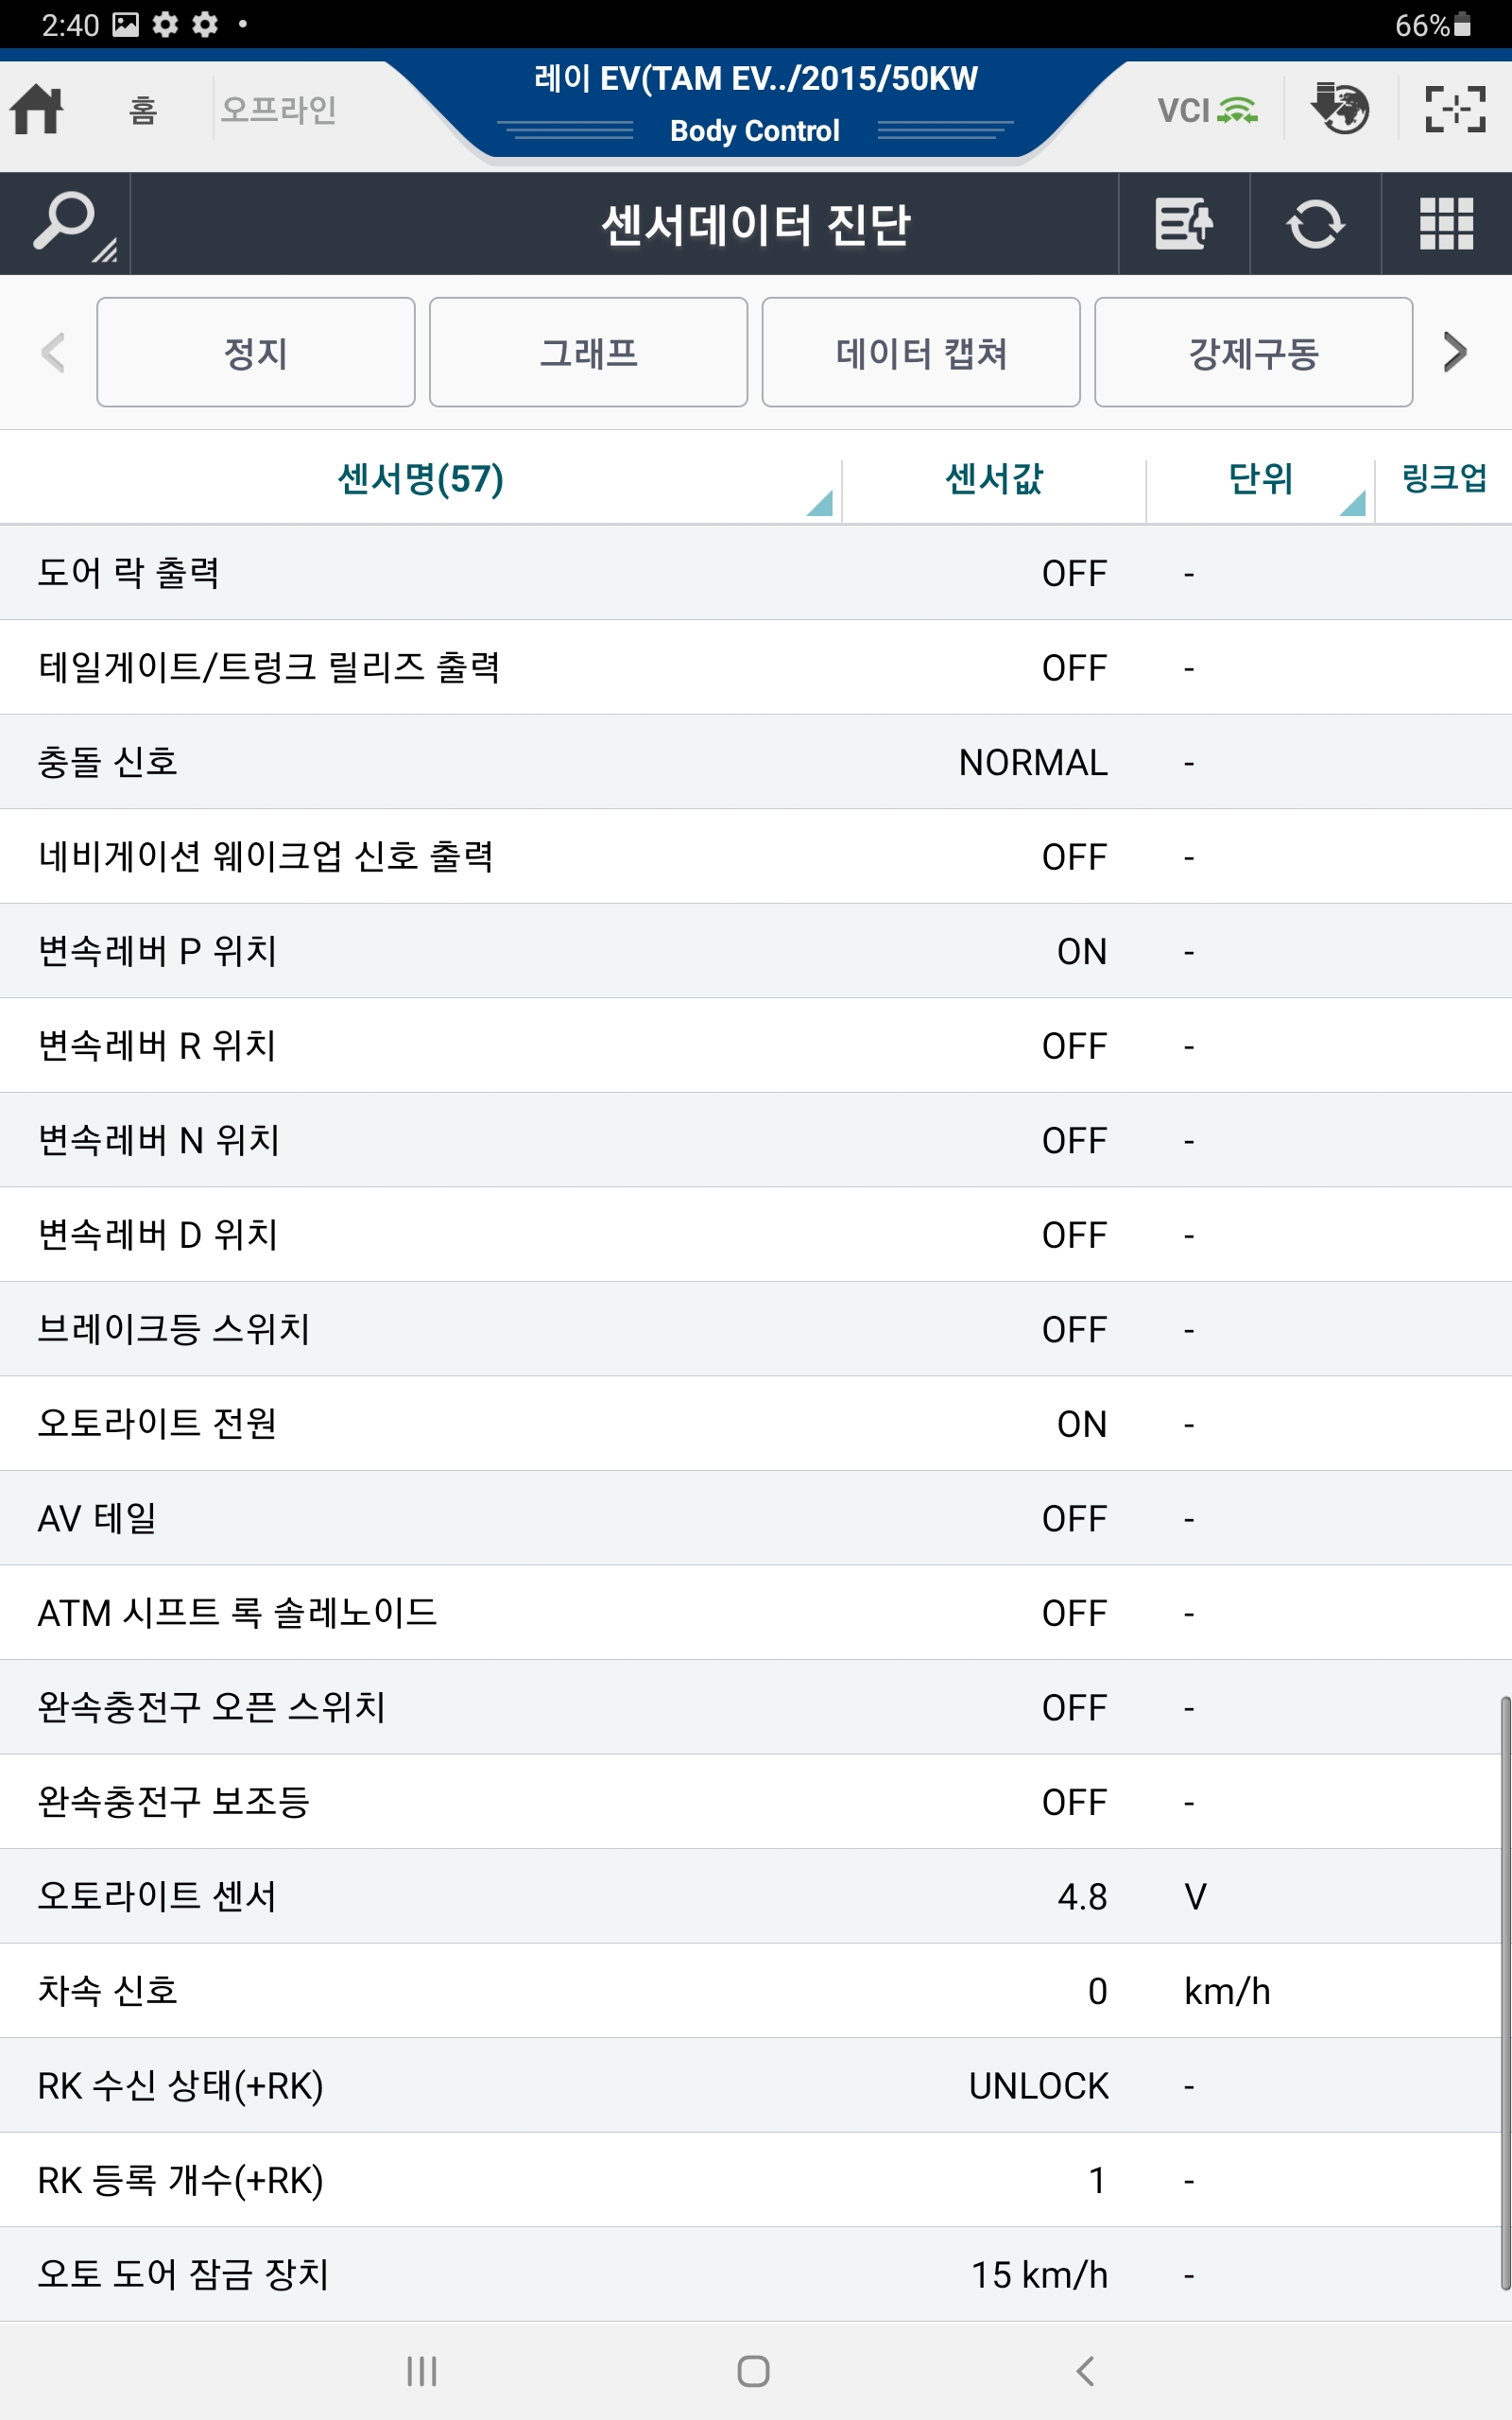 2:40
66%
레이 EV(TAM EV../2015/50KW
홈
오프라인
Body Control
VCI
센서데이터 진단
정지
그래프
데이터 캡쳐
강제구동
센서명(57) 센서값 단위 링크업
도어 락 출력 OFF -
테일게이트/트렁크 릴리즈 출력 OFF -
충돌 신호 NORMAL -
네비게이션 웨이크업 신호 출력 OFF -
변속레버 P 위치 ON -
변속레버 R 위치 OFF -
변속레버 N 위치 OFF -
변속레버 D 위치 OFF -
브레이크등 스위치 OFF -
오토라이트 전원 ON -
AV 테일 OFF -
ATM 시프트 록 솔레노이드 OFF -
완속충전구 오픈 스위치 OFF -
완속충전구 보조등 OFF -
오토라이트 센서 4.8 V
차속 신호 0 km/h
RK 수신 상태(+RK) UNLOCK -
RK 등록 개수(+RK) 1 -
오토 도어 잠금 장치 15 km/h -